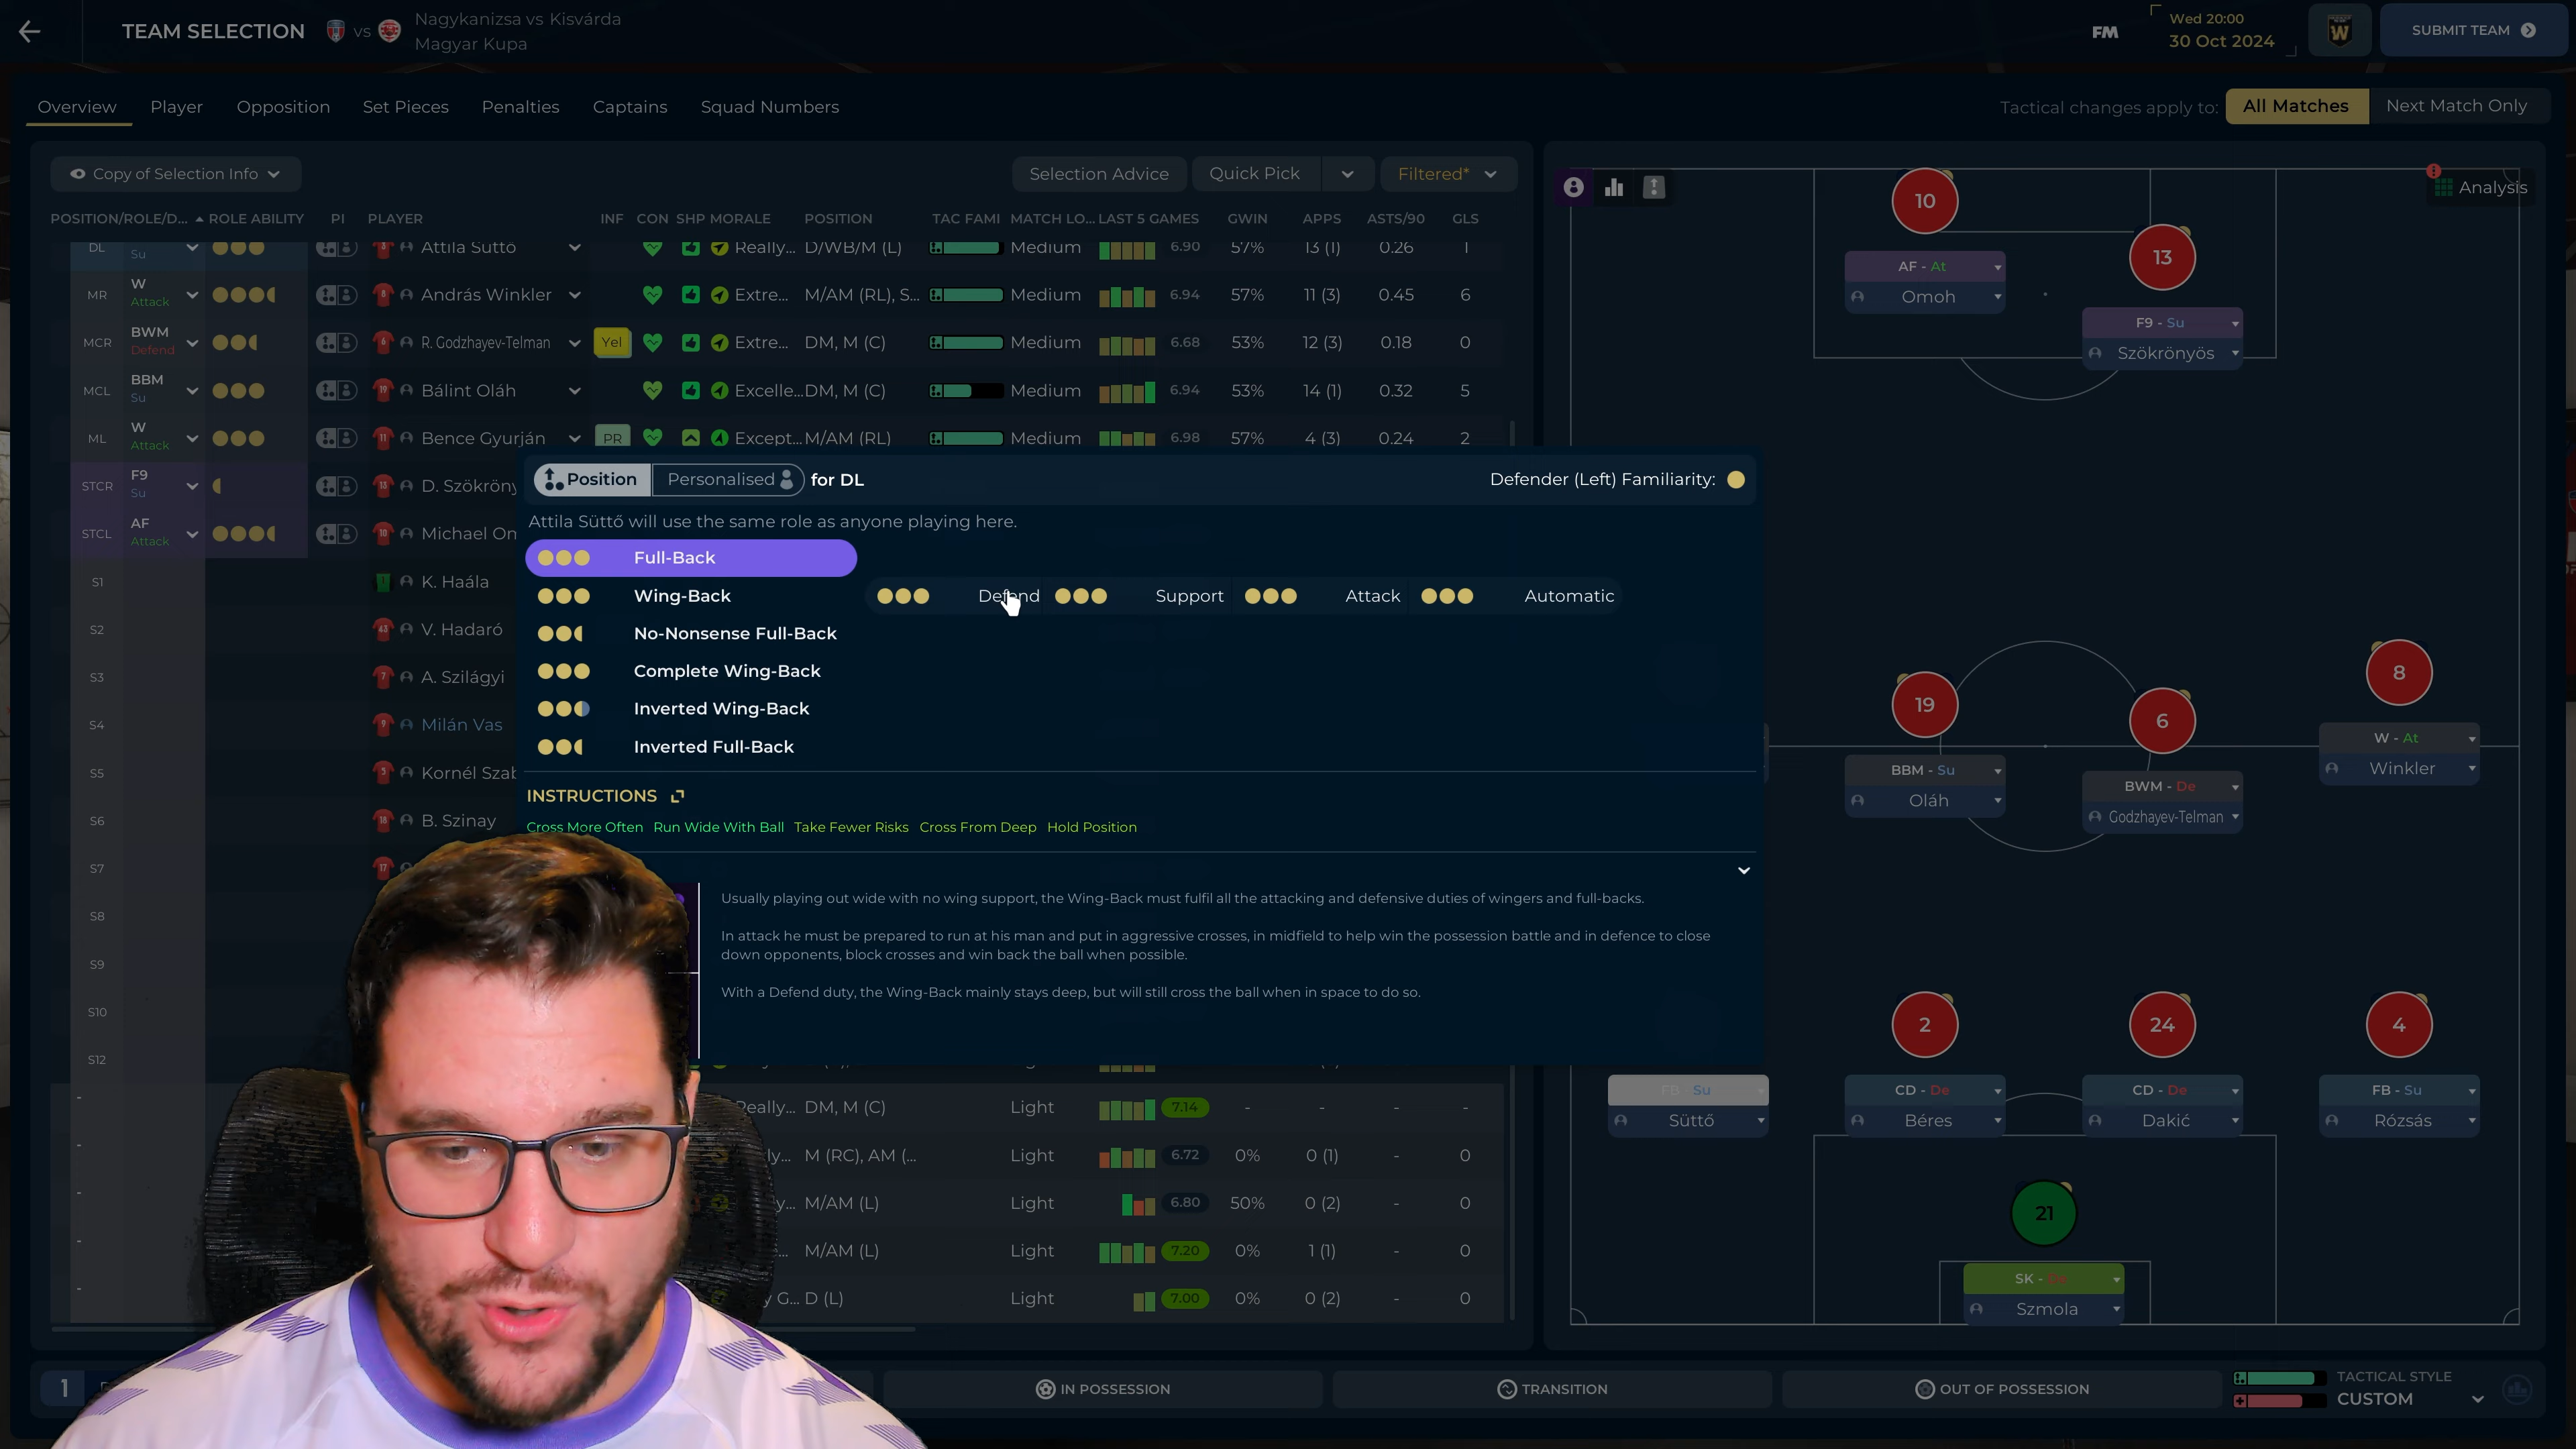 TEAM SELECTION
vs
Nagykanizsa vs Kisvárda
Magyar Kupa
FM
Wed 20:00
30 Oct 2024
W
SUBMIT TEAM
Overview Player Opposition Set Pieces Penalties Captains Squad Numbers
Tactical changes apply to: All Matches Next Match Only
Copy of Selection Info
Selection Advice Quick Pick Filtered*
POSITION/ROLE/D... ROLE ABILITY PI PLAYER INF CON SHP MORALE POSITION TAC FAMI MATCH LO... LAST 5 GAMES GWIN APPS ASTS/90 GLS
DL Su Attila Süttő Really... D/WB/M (L) Medium 6.90 57% 13 (1) 0.26 1
MR W Attack 8 András Winkler Extre... M/AM (RL), S... Medium 6.94 57% 11 (3) 0.45 6
MCR BWM Defend 6 R. Godzhayev-Telman Yel Extre... DM, M (C) Medium 6.68 53% 12 (3) 0.18 0
MCL BBM Su 19 Bálint Oláh Excelle... DM, M (C) Medium 6.94 53% 14 (1) 0.32 5
ML W Attack 11 Bence Gyurján PR Except... M/AM (RL) Medium 6.98 57% 4 (3) 0.24 2
STCR F9 Su 13 D. Szökröny
STCL AF Attack 10 Michael Om
S1 1 K. Haála
S2 43 V. Hadaró
S3 7 A. Szilágyi
S4 9 Milán Vas
S5 5 Kornél Szab
S6 18 B. Szinay
S7 17
S8
S9
S10
S12
Position Personalised for DL
Defender (Left) Familiarity:
Attila Süttő will use the same role as anyone playing here.
Full-Back
Wing-Back Defend Support Attack Automatic
No-Nonsense Full-Back
Complete Wing-Back
Inverted Wing-Back
Inverted Full-Back
INSTRUCTIONS
Cross More Often Run Wide With Ball Take Fewer Risks Cross From Deep Hold Position
Usually playing out wide with no wing support, the Wing-Back must fulfil all the attacking and defensive duties of wingers and full-backs.
In attack he must be prepared to run at his man and put in aggressive crosses, in midfield to help win the possession battle and in defence to close
down opponents, block crosses and win back the ball when possible.
With a Defend duty, the Wing-Back mainly stays deep, but will still cross the ball when in space to do so.
- Really... DM, M (C) Light 7.14 - - - -
- ly... M (RC), AM (... Light 6.72 0% 0 (1) - 0
- y... M/AM (L) Light 6.80 50% 0 (2) - 0
- ... M/AM (L) Light 7.20 0% 1 (1) - 0
- y G... D (L) Light 7.00 0% 0 (2) - 0
Analysis
10
AF - At
Omoh
13
F9 - Su
Szökrönyös
19
BBM - Su
Oláh
6
BWM - De
Godzhayev-Telman
8
W - At
Winkler
FB - Su
Süttő
2
CD - De
Béres
24
CD - De
Dakić
4
FB - Su
Rózsás
21
SK - De
Szmola
1
IN POSSESSION
TRANSITION
OUT OF POSSESSION
TACTICAL STYLE
CUSTOM